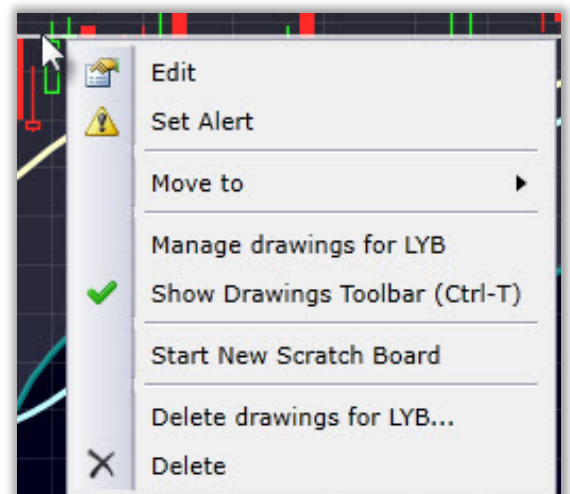 Edit
Set Alert
Move to
Manage drawings for LYB
Show Drawings Toolbar (Ctrl-T)
Start New Scratch Board
Delete drawings for LYB...
Delete